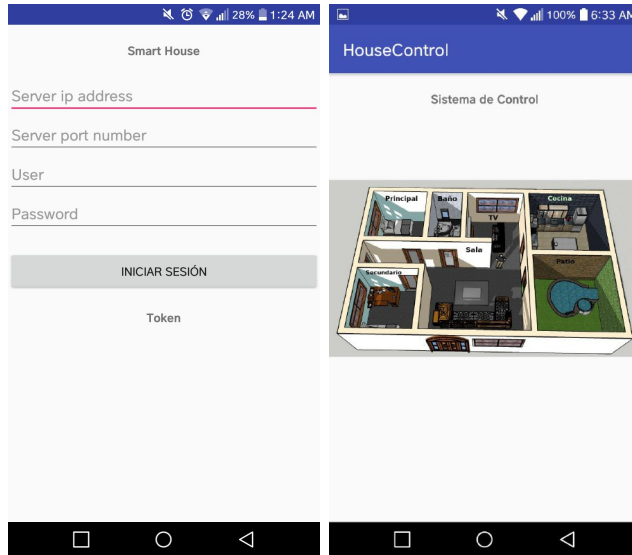 28% 1:24 AM
Smart House
Server ip address
Server port number
User
Password
INICIAR SESIÓN
Token
100% 6:33 AM
HouseControl
Sistema de Control
Principal
Baño
TV
Cocina
Sala
Patio
Secundario